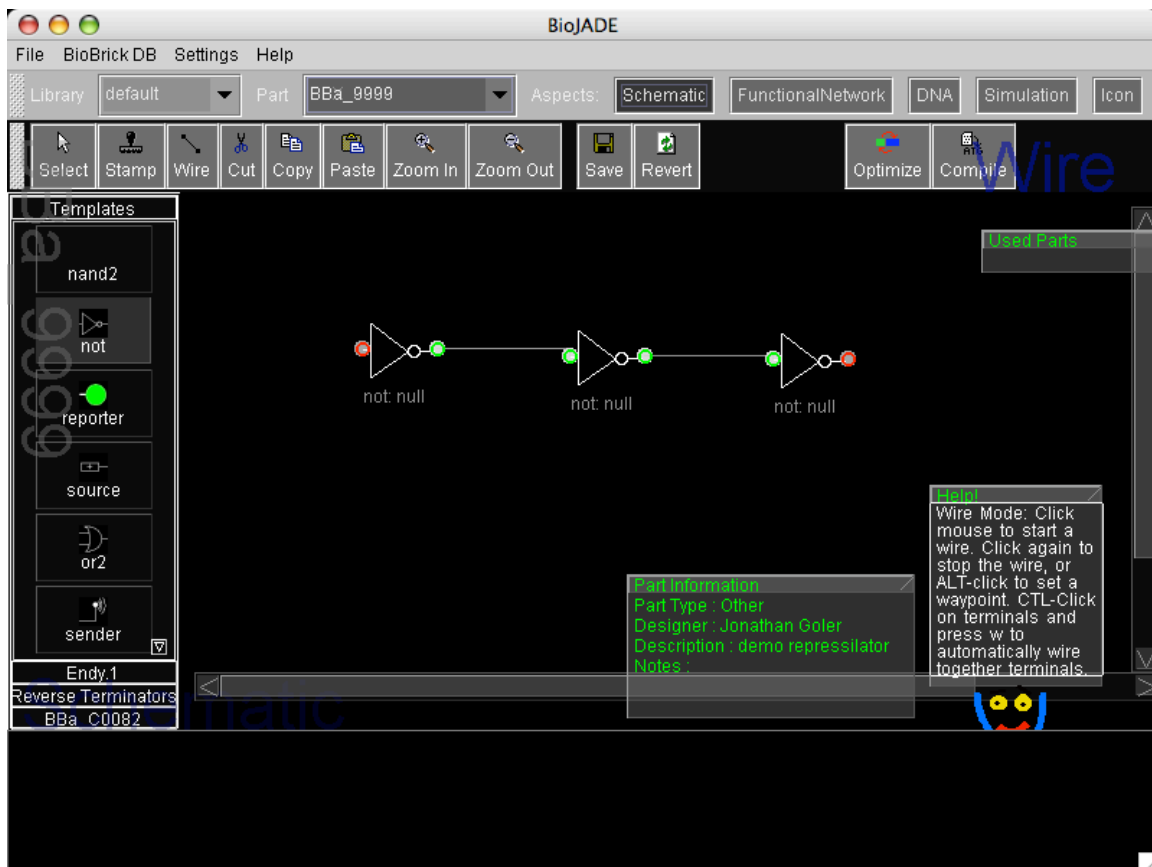 BioJADE
File BioBrick DB Settings Help
Library default Part BBa_9999 Aspects: Schematic FunctionalNetwork DNA Simulation Icon
Select Stamp Wire Cut Copy Paste Zoom In Zoom Out Save Revert Optimize Compile
Wire
Templates
nand2
not
reporter
source
or2
sender
Endy.1
Reverse Terminators
BBa_C0082
Schematic
9999
Used Parts
not: null
not: null
not: null
Part Information
Part Type : Other
Designer : Jonathan Goler
Description : demo repressilator
Notes :
Help!
Wire Mode: Click
mouse to start a
wire. Click again to
stop the wire, or
ALT-click to set a
waypoint. CTL-Click
on terminals and
press w to
automatically wire
together terminals.